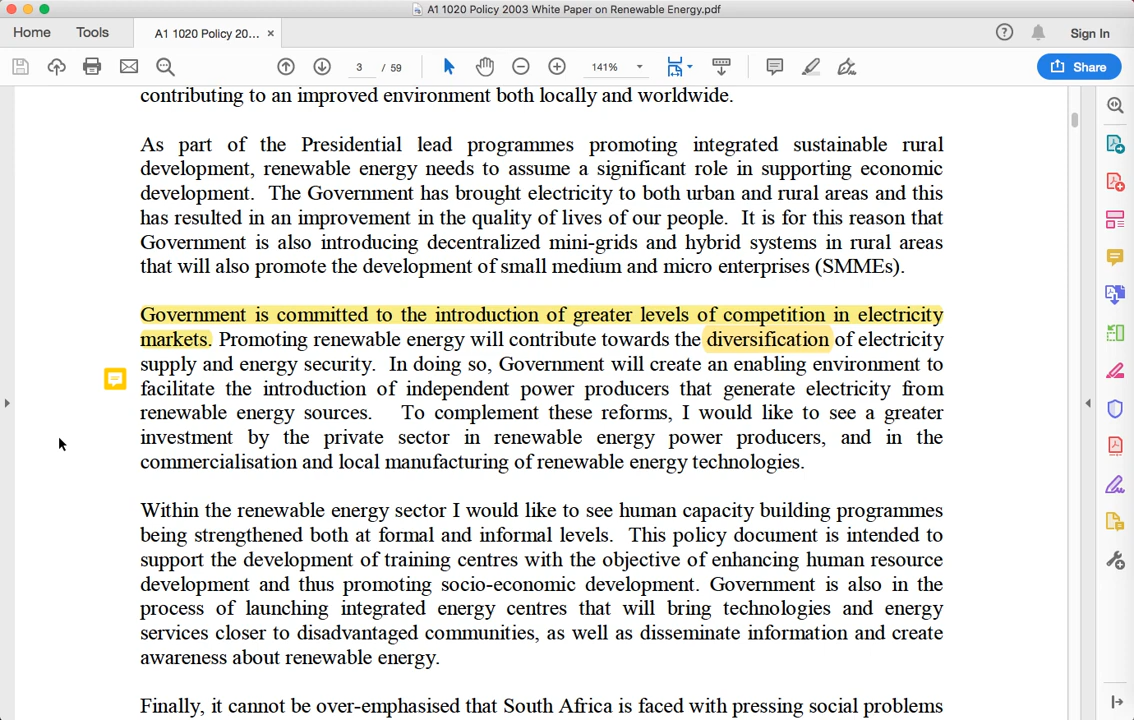 A1 1020 Policy 2003 White Paper on Renewable Energy.pdf
Home Tools A1 1020 Policy 20... × Sign In
3 / 59 141% Share
contributing to an improved environment both locally and worldwide.
As part of the Presidential lead programmes promoting integrated sustainable rural
development, renewable energy needs to assume a significant role in supporting economic
development. The Government has brought electricity to both urban and rural areas and this
has resulted in an improvement in the quality of lives of our people. It is for this reason that
Government is also introducing decentralized mini-grids and hybrid systems in rural areas
that will also promote the development of small medium and micro enterprises (SMMEs).
Government is committed to the introduction of greater levels of competition in electricity
markets. Promoting renewable energy will contribute towards the diversification of electricity
supply and energy security. In doing so, Government will create an enabling environment to
facilitate the introduction of independent power producers that generate electricity from
renewable energy sources. To complement these reforms, I would like to see a greater
investment by the private sector in renewable energy power producers, and in the
commercialisation and local manufacturing of renewable energy technologies.
Within the renewable energy sector I would like to see human capacity building programmes
being strengthened both at formal and informal levels. This policy document is intended to
support the development of training centres with the objective of enhancing human resource
development and thus promoting socio-economic development. Government is also in the
process of launching integrated energy centres that will bring technologies and energy
services closer to disadvantaged communities, as well as disseminate information and create
awareness about renewable energy.
Finally, it cannot be over-emphasised that South Africa is faced with pressing social problems